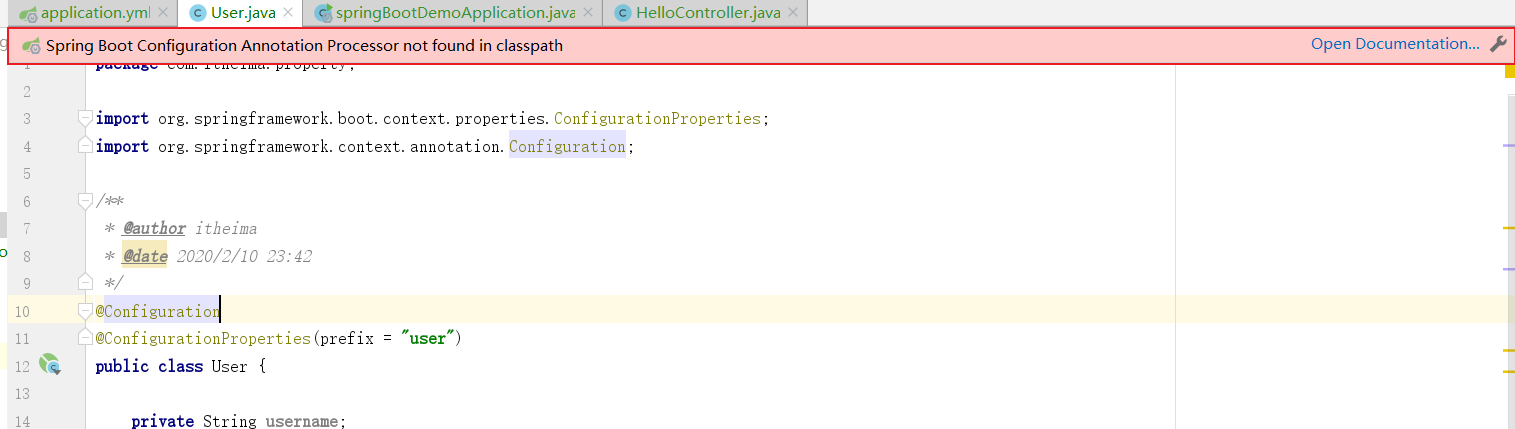 application.yml User.java springBootDemoApplication.java HelloController.java
Spring Boot Configuration Annotation Processor not found in classpath Open Documentation...
1 package com.itheima.property;
2
3 import org.springframework.boot.context.properties.ConfigurationProperties;
4 import org.springframework.context.annotation.Configuration;
5
6 /**
7 * @author itheima
8 * @date 2020/2/10 23:42
9 */
10 @Configuration
11 @ConfigurationProperties(prefix = "user")
12 public class User {
13
14 private String username;